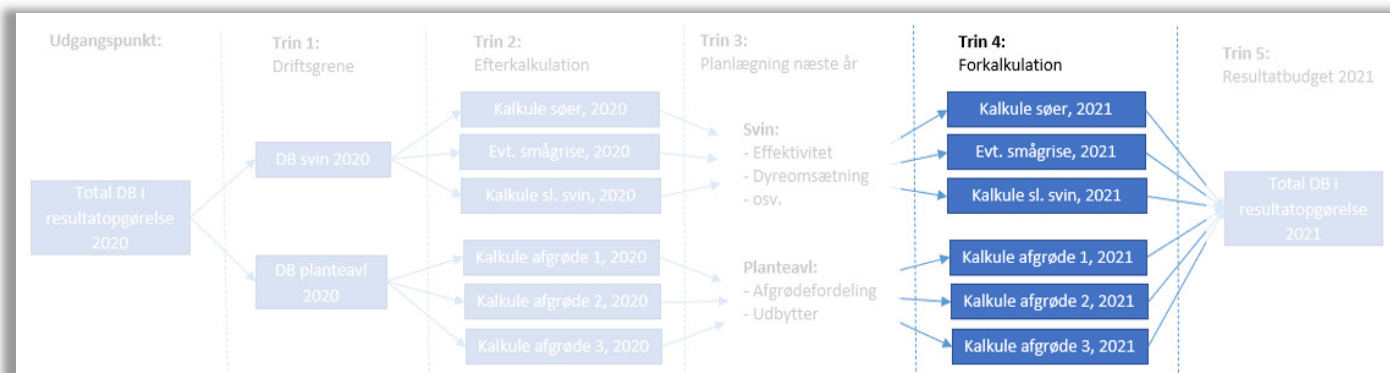 Udgangspunkt:
Trin 1:
Driftsgrene
Trin 2:
Efterkalkulation
Trin 3:
Planlægning næste år
Trin 4:
Forkalkulation
Trin 5:
Resultatbudget 2021
Total DB i
resultatopgørelse
2020
DB svin 2020
DB planteavl
2020
Kalkule søer, 2020
Evt. smågrise, 2020
Kalkule sl. svin, 2020
Kalkule afgrøde 1, 2020
Kalkule afgrøde 2, 2020
Kalkule afgrøde 3, 2020
Svin:
- Effektivitet
- Dyreomsætning
- osv.
Planteavl:
- Afgrødefordeling
- Udbytter
Kalkule søer, 2021
Evt. smågrise, 2021
Kalkule sl. svin, 2021
Kalkule afgrøde 1, 2021
Kalkule afgrøde 2, 2021
Kalkule afgrøde 3, 2021
Total DB i
resultatopgørelse
2021